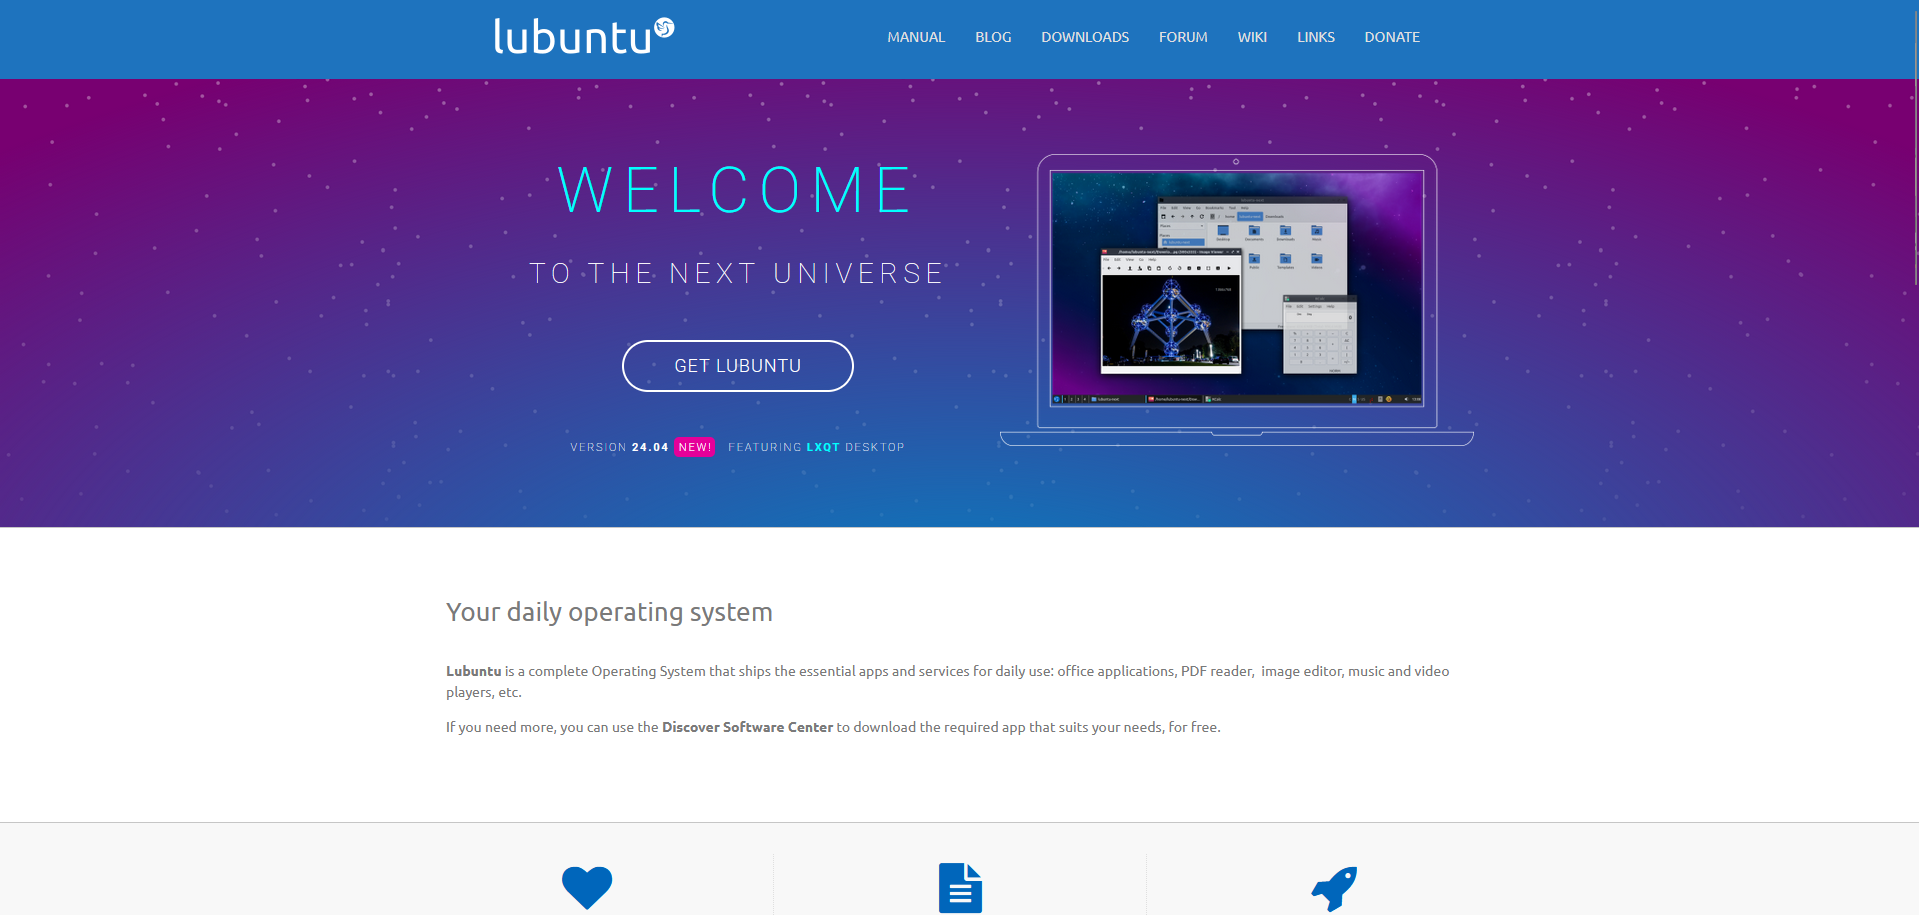 lubuntu
MANUAL BLOG DOWNLOADS FORUM WIKI LINKS DONATE
WELCOME
TO THE NEXT UNIVERSE
GET LUBUNTU
VERSION 24.04 NEW! FEATURING LXQT DESKTOP
Your daily operating system
Lubuntu is a complete Operating System that ships the essential apps and services for daily use: office applications, PDF reader,  image editor, music and video
players, etc.
If you need more, you can use the Discover Software Center to download the required app that suits your needs, for free.